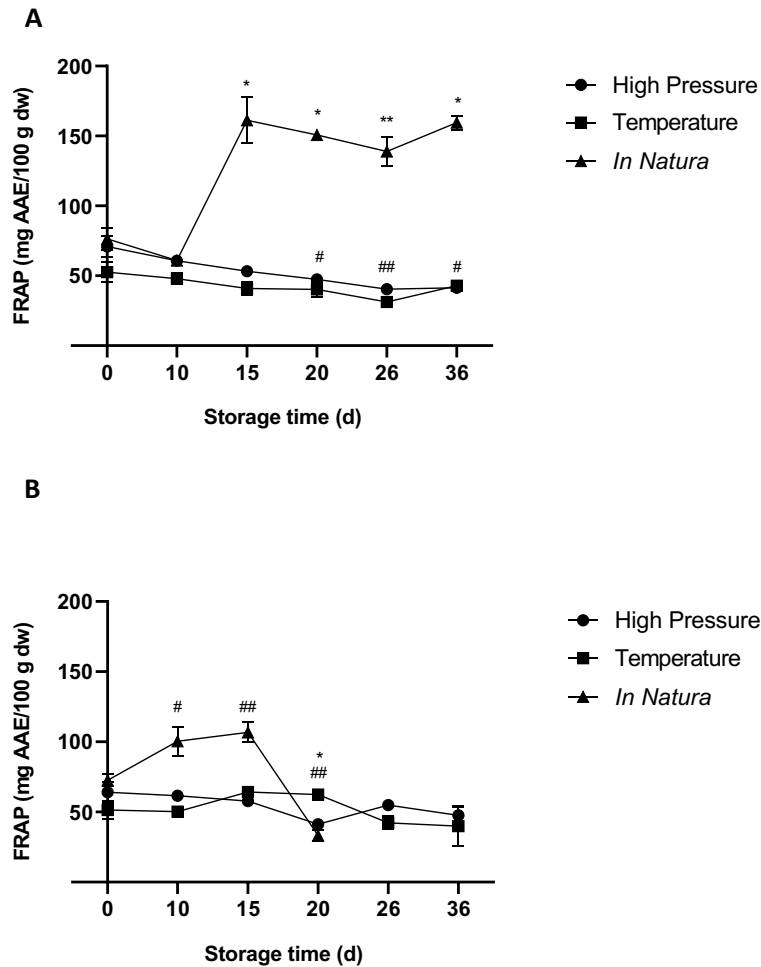 A
FRAP (mg AAE/100 g dw)
200
150
100
50
* * ** *
# ## #
0 10 15 20 26 36
Storage time (d)
High Pressure
Temperature
In Natura
B
FRAP (mg AAE/100 g dw)
200
150
100
50
# ##
*
##
0 10 15 20 26 36
Storage time (d)
High Pressure
Temperature
In Natura